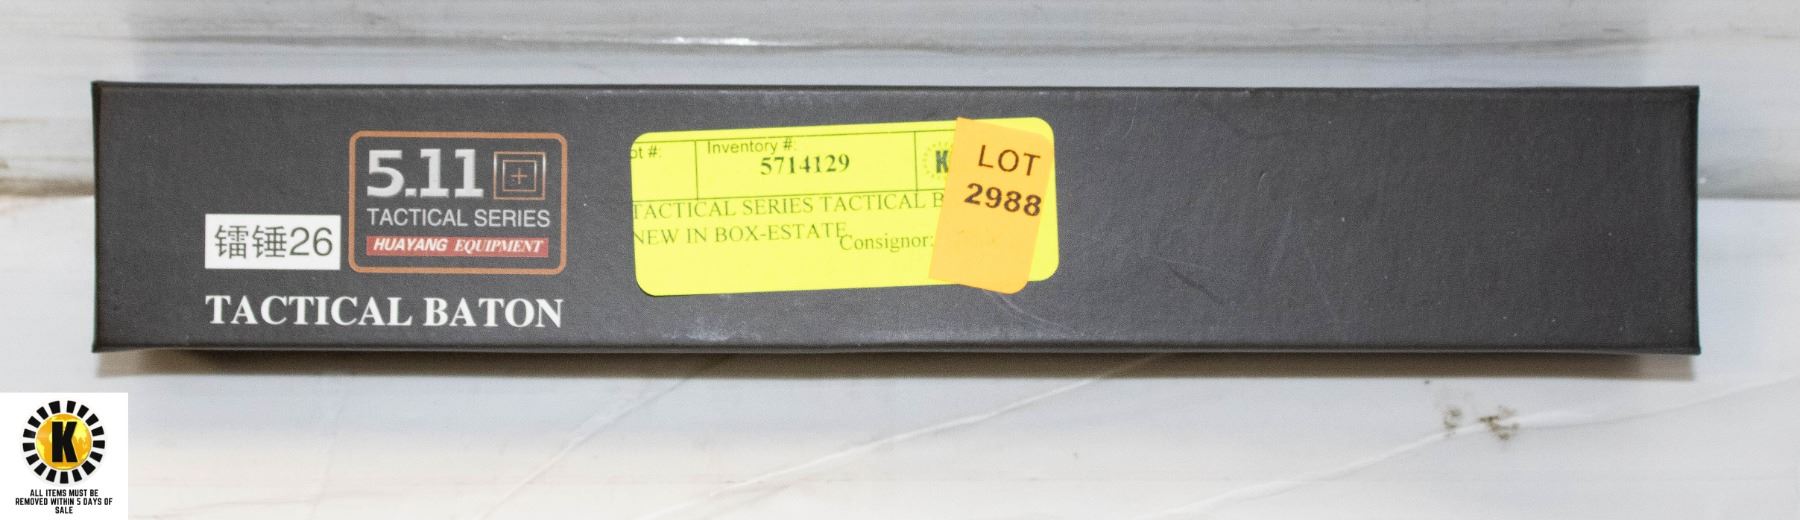 5.11
TACTICAL SERIES
HUAYANG EQUIPMENT
镭锤26
TACTICAL BATON
ot #:
Inventory #:
5714129
K
TACTICAL SERIES TACTICAL B
NEW IN BOX-ESTATE
Consignor:
LOT
2988
K
ALL ITEMS MUST BE
REMOVED WITHIN 5 DAYS OF
SALE